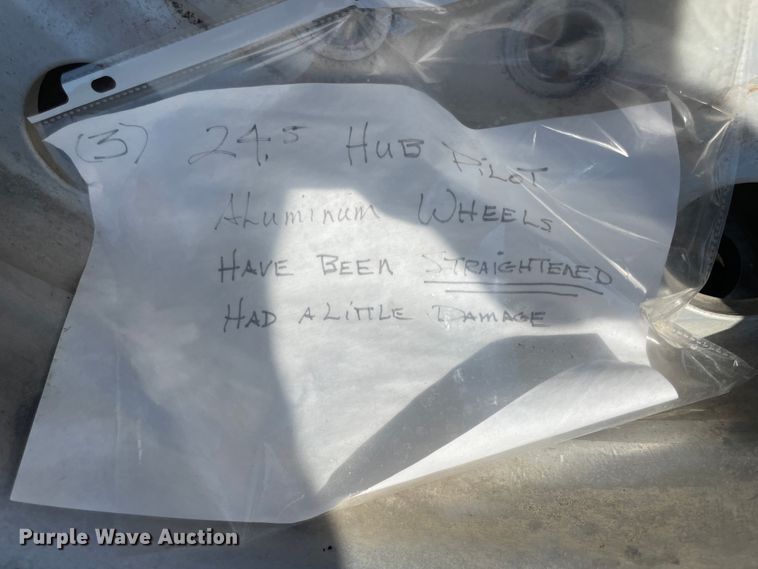 (3) 24.5 HUB PILOT
ALuminum WHEELS
HAVE BEEN STRAIGHTENED
HAD A LITTLE DAMAGE
Purple Wave Auction